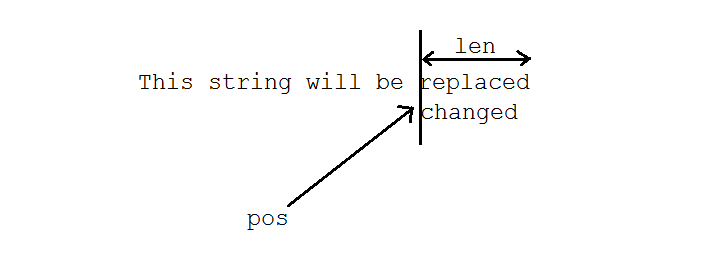 len
This string will be replaced
changed
pos